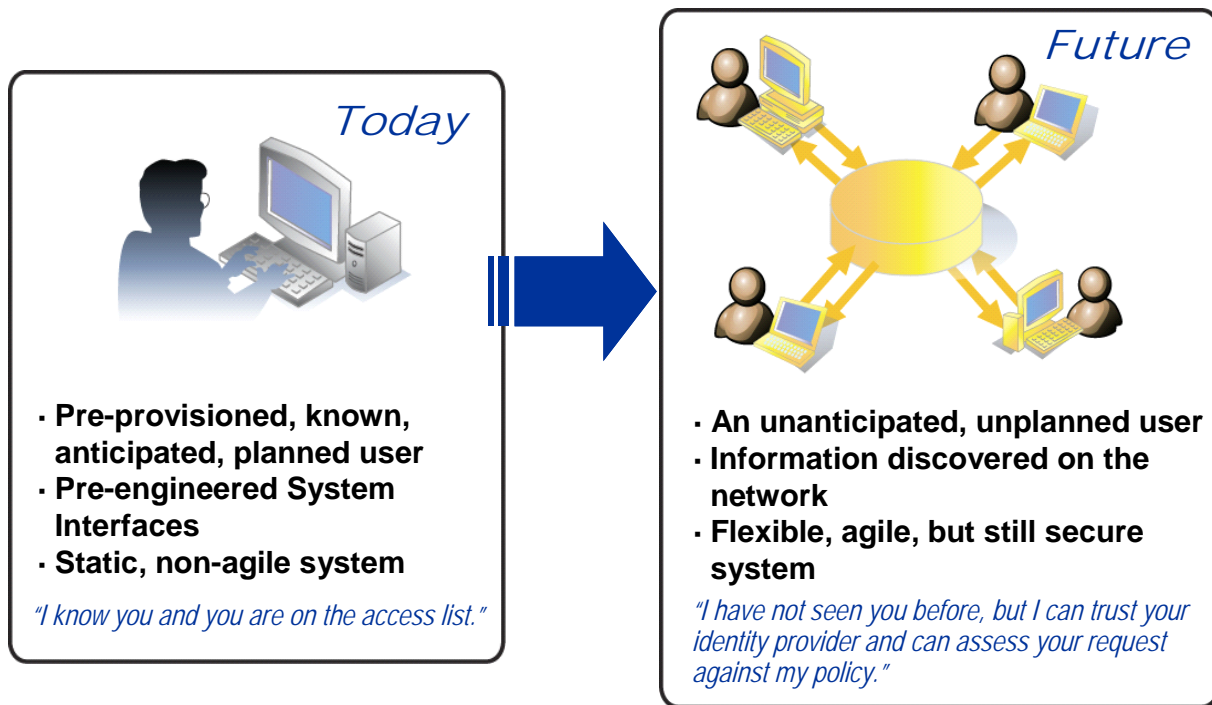 Today
▪ Pre-provisioned, known,
anticipated, planned user
▪ Pre-engineered System
Interfaces
▪ Static, non-agile system
“I know you and you are on the access list.”
Future
▪ An unanticipated, unplanned user
▪ Information discovered on the
network
▪ Flexible, agile, but still secure
system
“I have not seen you before, but I can trust your
identity provider and can assess your request
against my policy.”